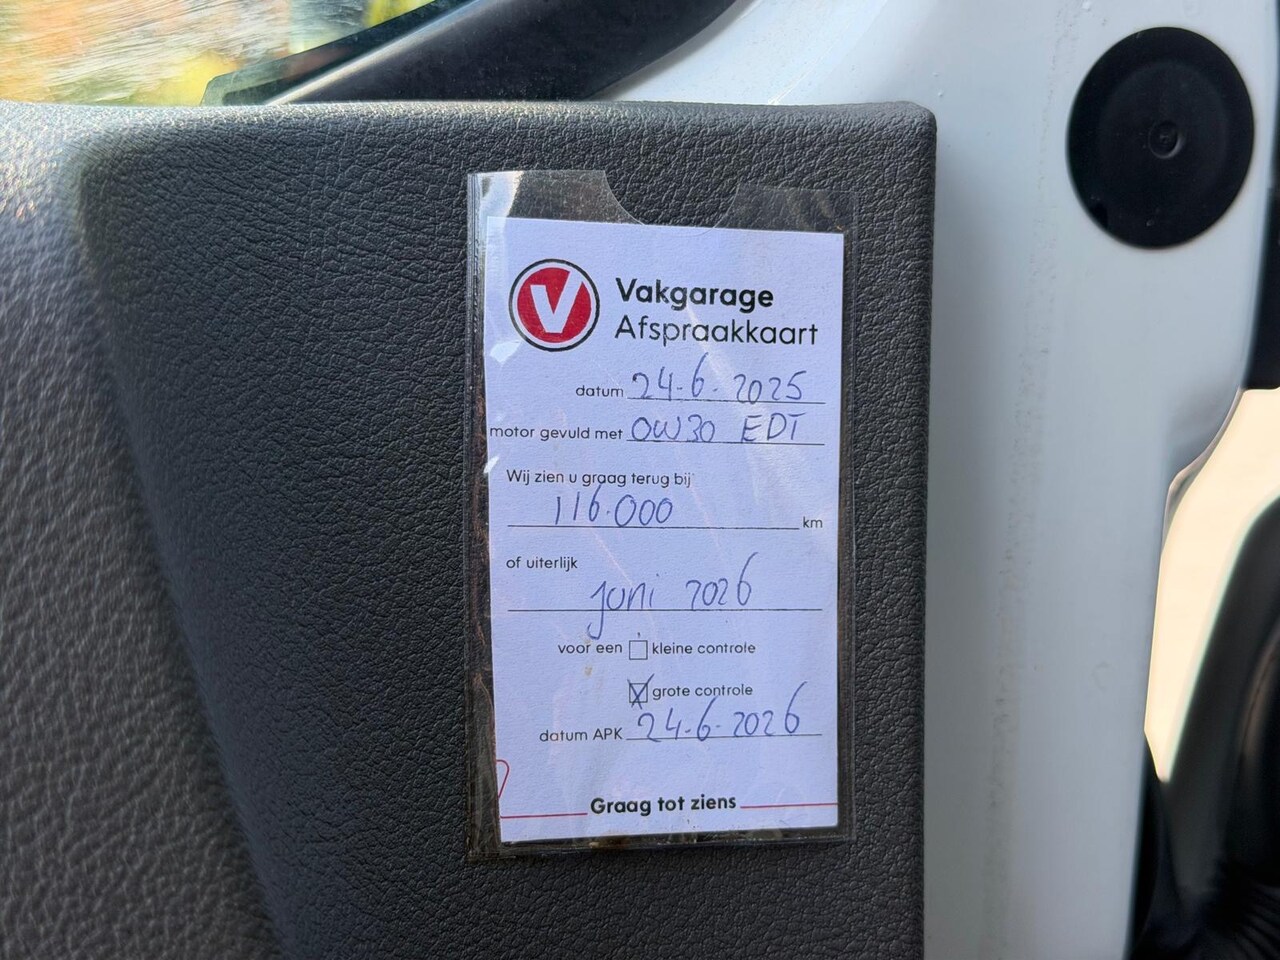 V
Vakgarage
Afspraakkaart
datum 24-6-2025
motor gevuld met 0W30 EDT
Wij zien u graag terug bij
116.000 km
of uiterlijk
juni 2026
voor een kleine controle
grote controle
datum APK 24-6-2026
Graag tot ziens